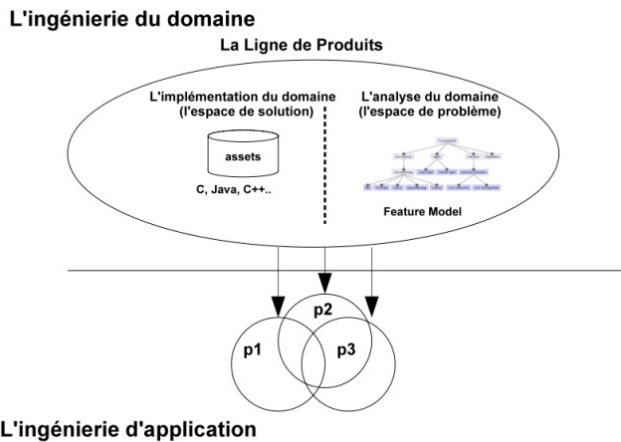 L'ingénierie du domaine
La Ligne de Produits
L'implémentation du domaine
(l'espace de solution)
L'analyse du domaine
(l'espace de problème)
assets
C, Java, C++..
Feature Model
p2
p1
p3
L'ingénierie d'application